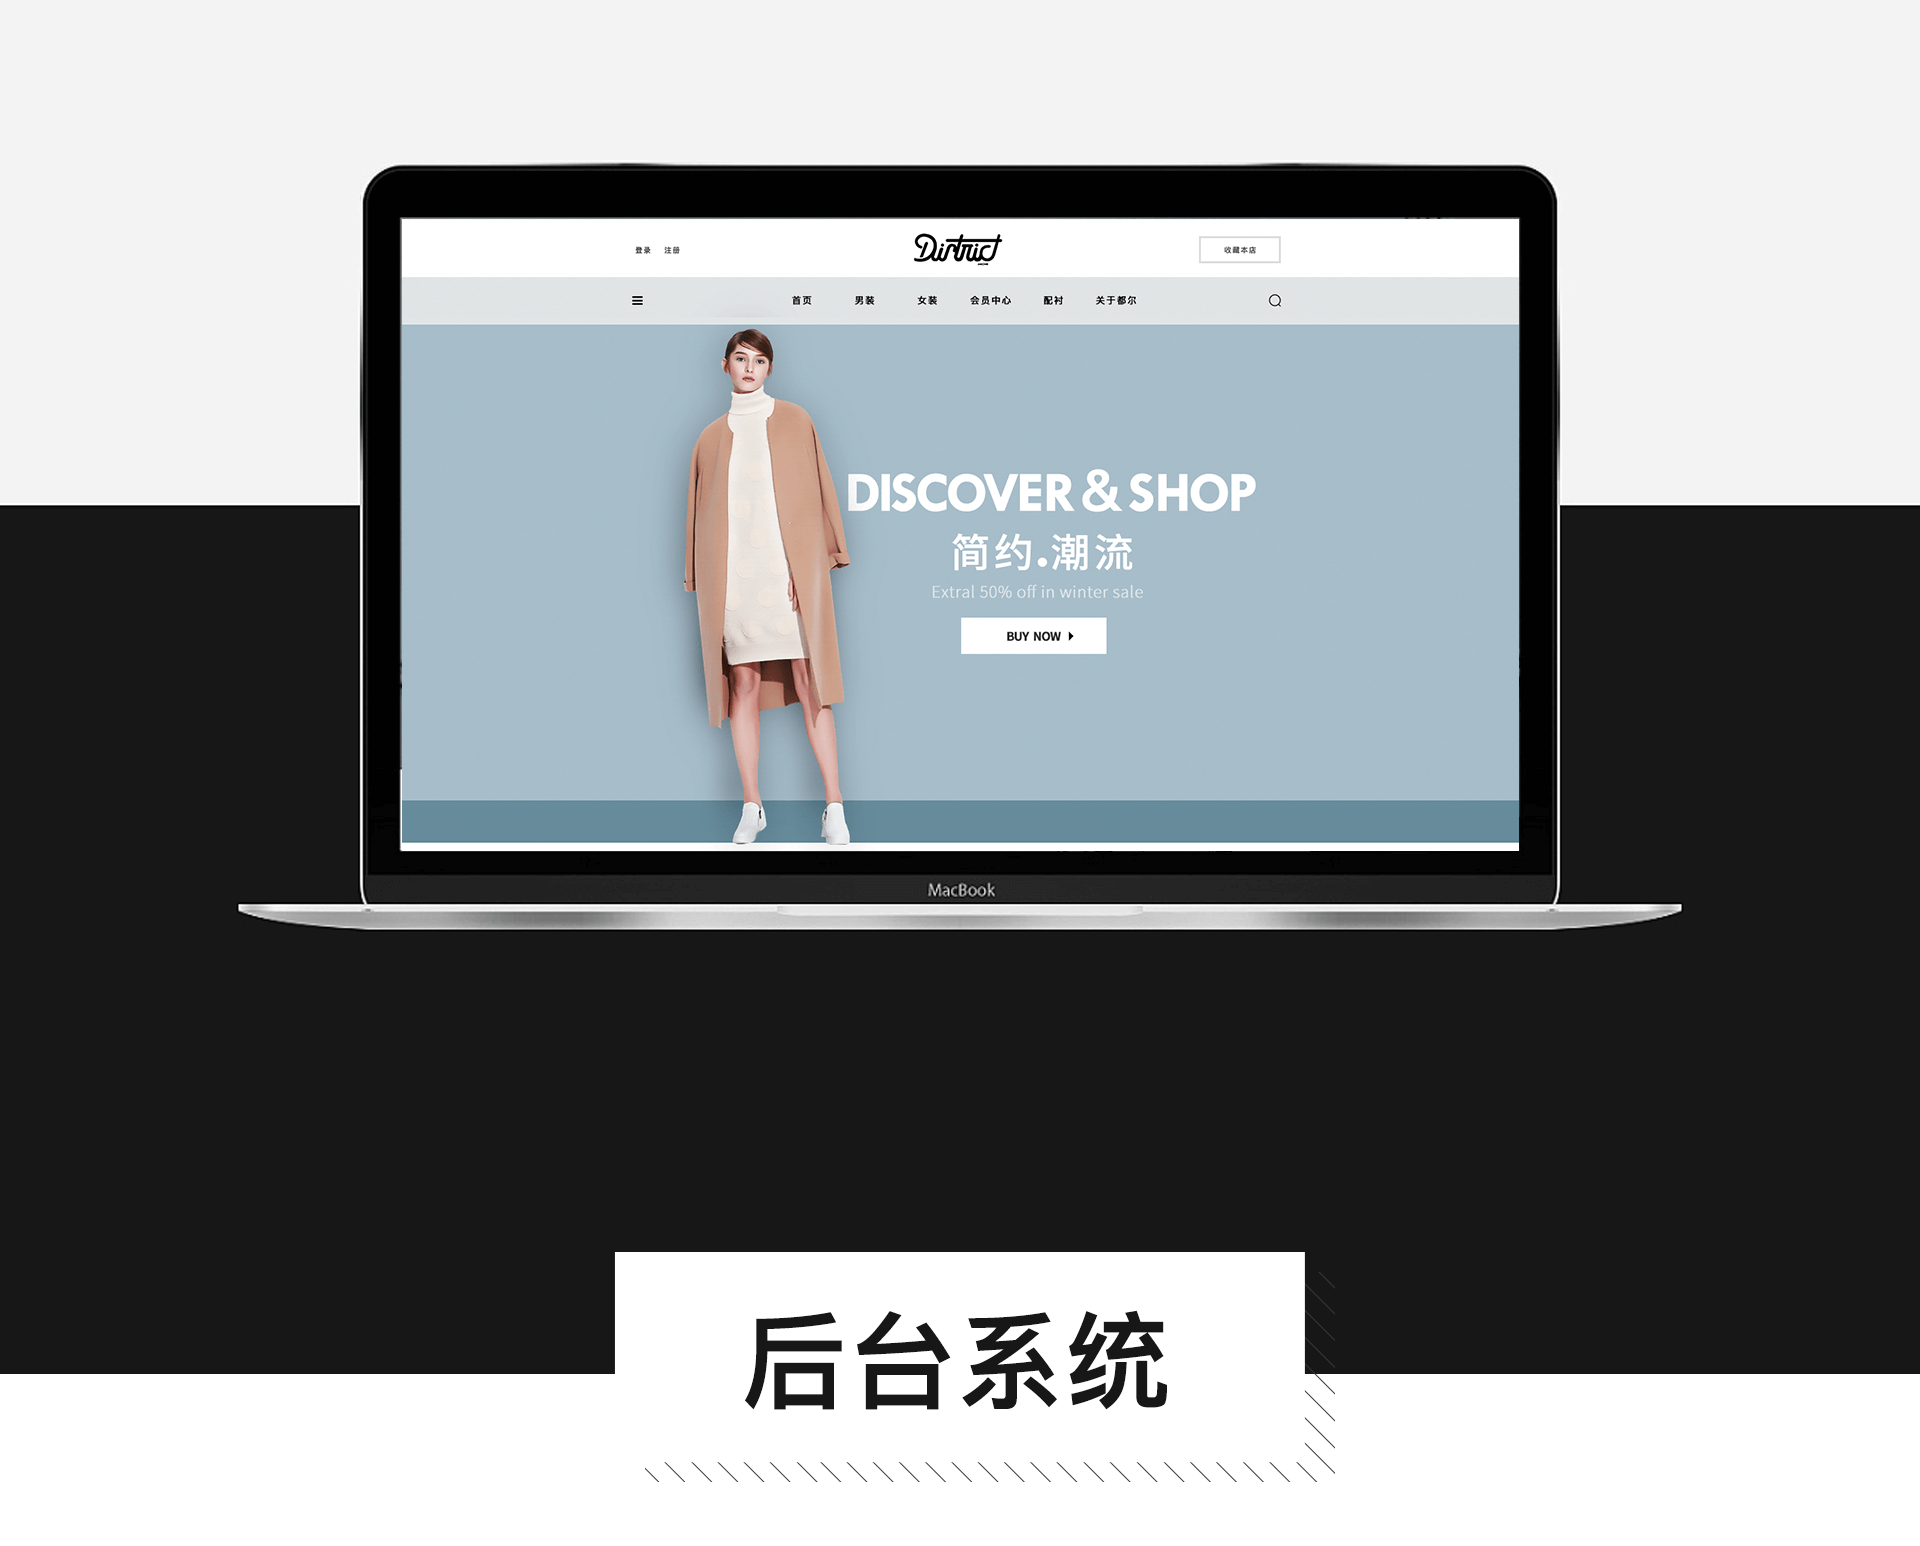 登录 注册
District
收藏本店
首页 男装 女装 会员中心 配衬 关于都尔
DISCOVER & SHOP
简约.潮流
Extral 50% off in winter sale
BUY NOW
MacBook
后台系统